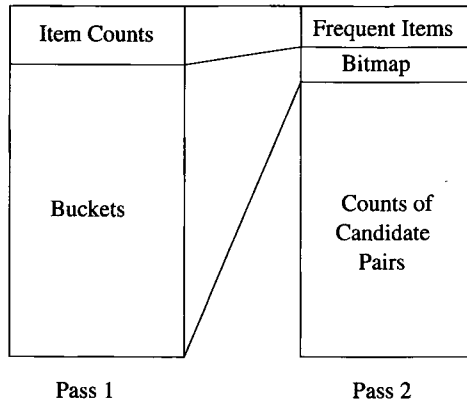 Item Counts
Buckets
Pass 1
Frequent Items
Bitmap
Counts of
Candidate
Pairs
Pass 2